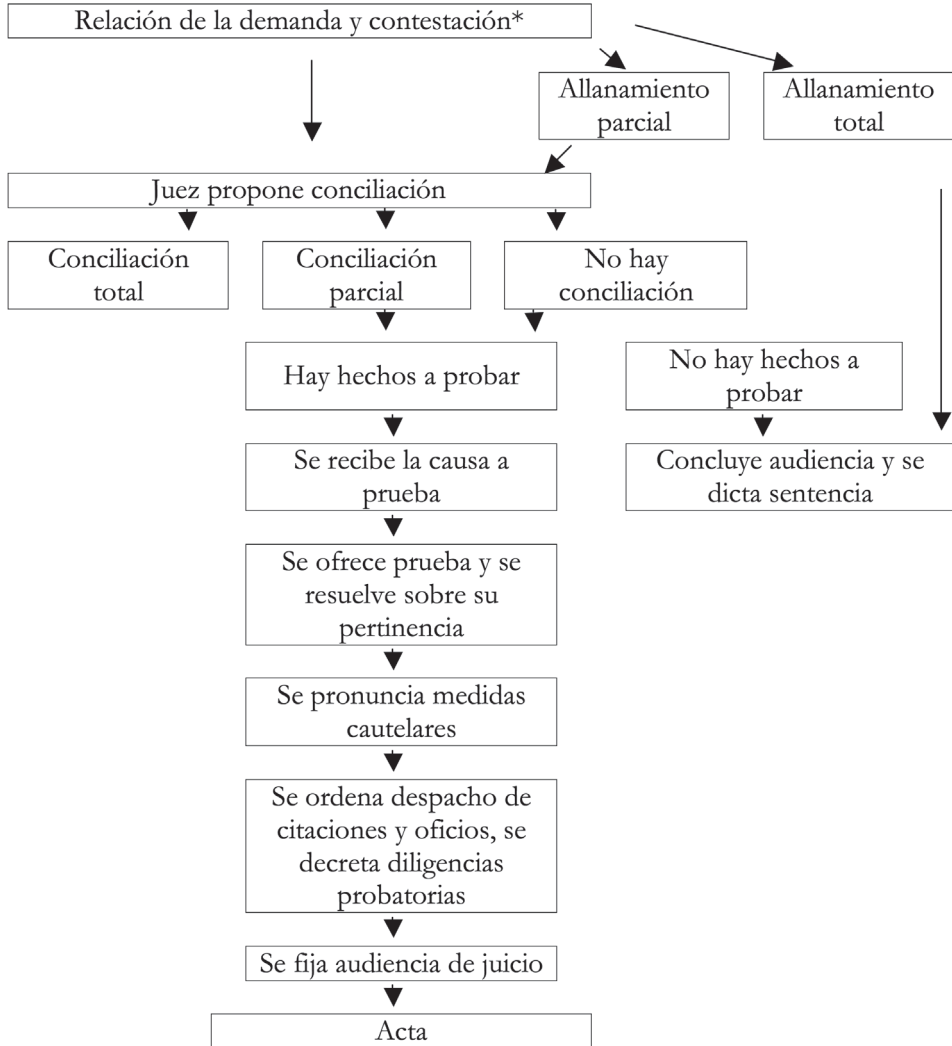 Relación de la demanda y contestación*
Allanamiento
parcial
Allanamiento
total
Juez propone conciliación
Conciliación
total
Conciliación
parcial
No hay
conciliación
Hay hechos a probar
No hay hechos a
probar
Se recibe la causa a
prueba
Concluye audiencia y se
dicta sentencia
Se ofrece prueba y se
resuelve sobre su
pertinencia
Se pronuncia medidas
cautelares
Se ordena despacho de
citaciones y oficios, se
decreta diligencias
probatorias
Se fija audiencia de juicio
Acta